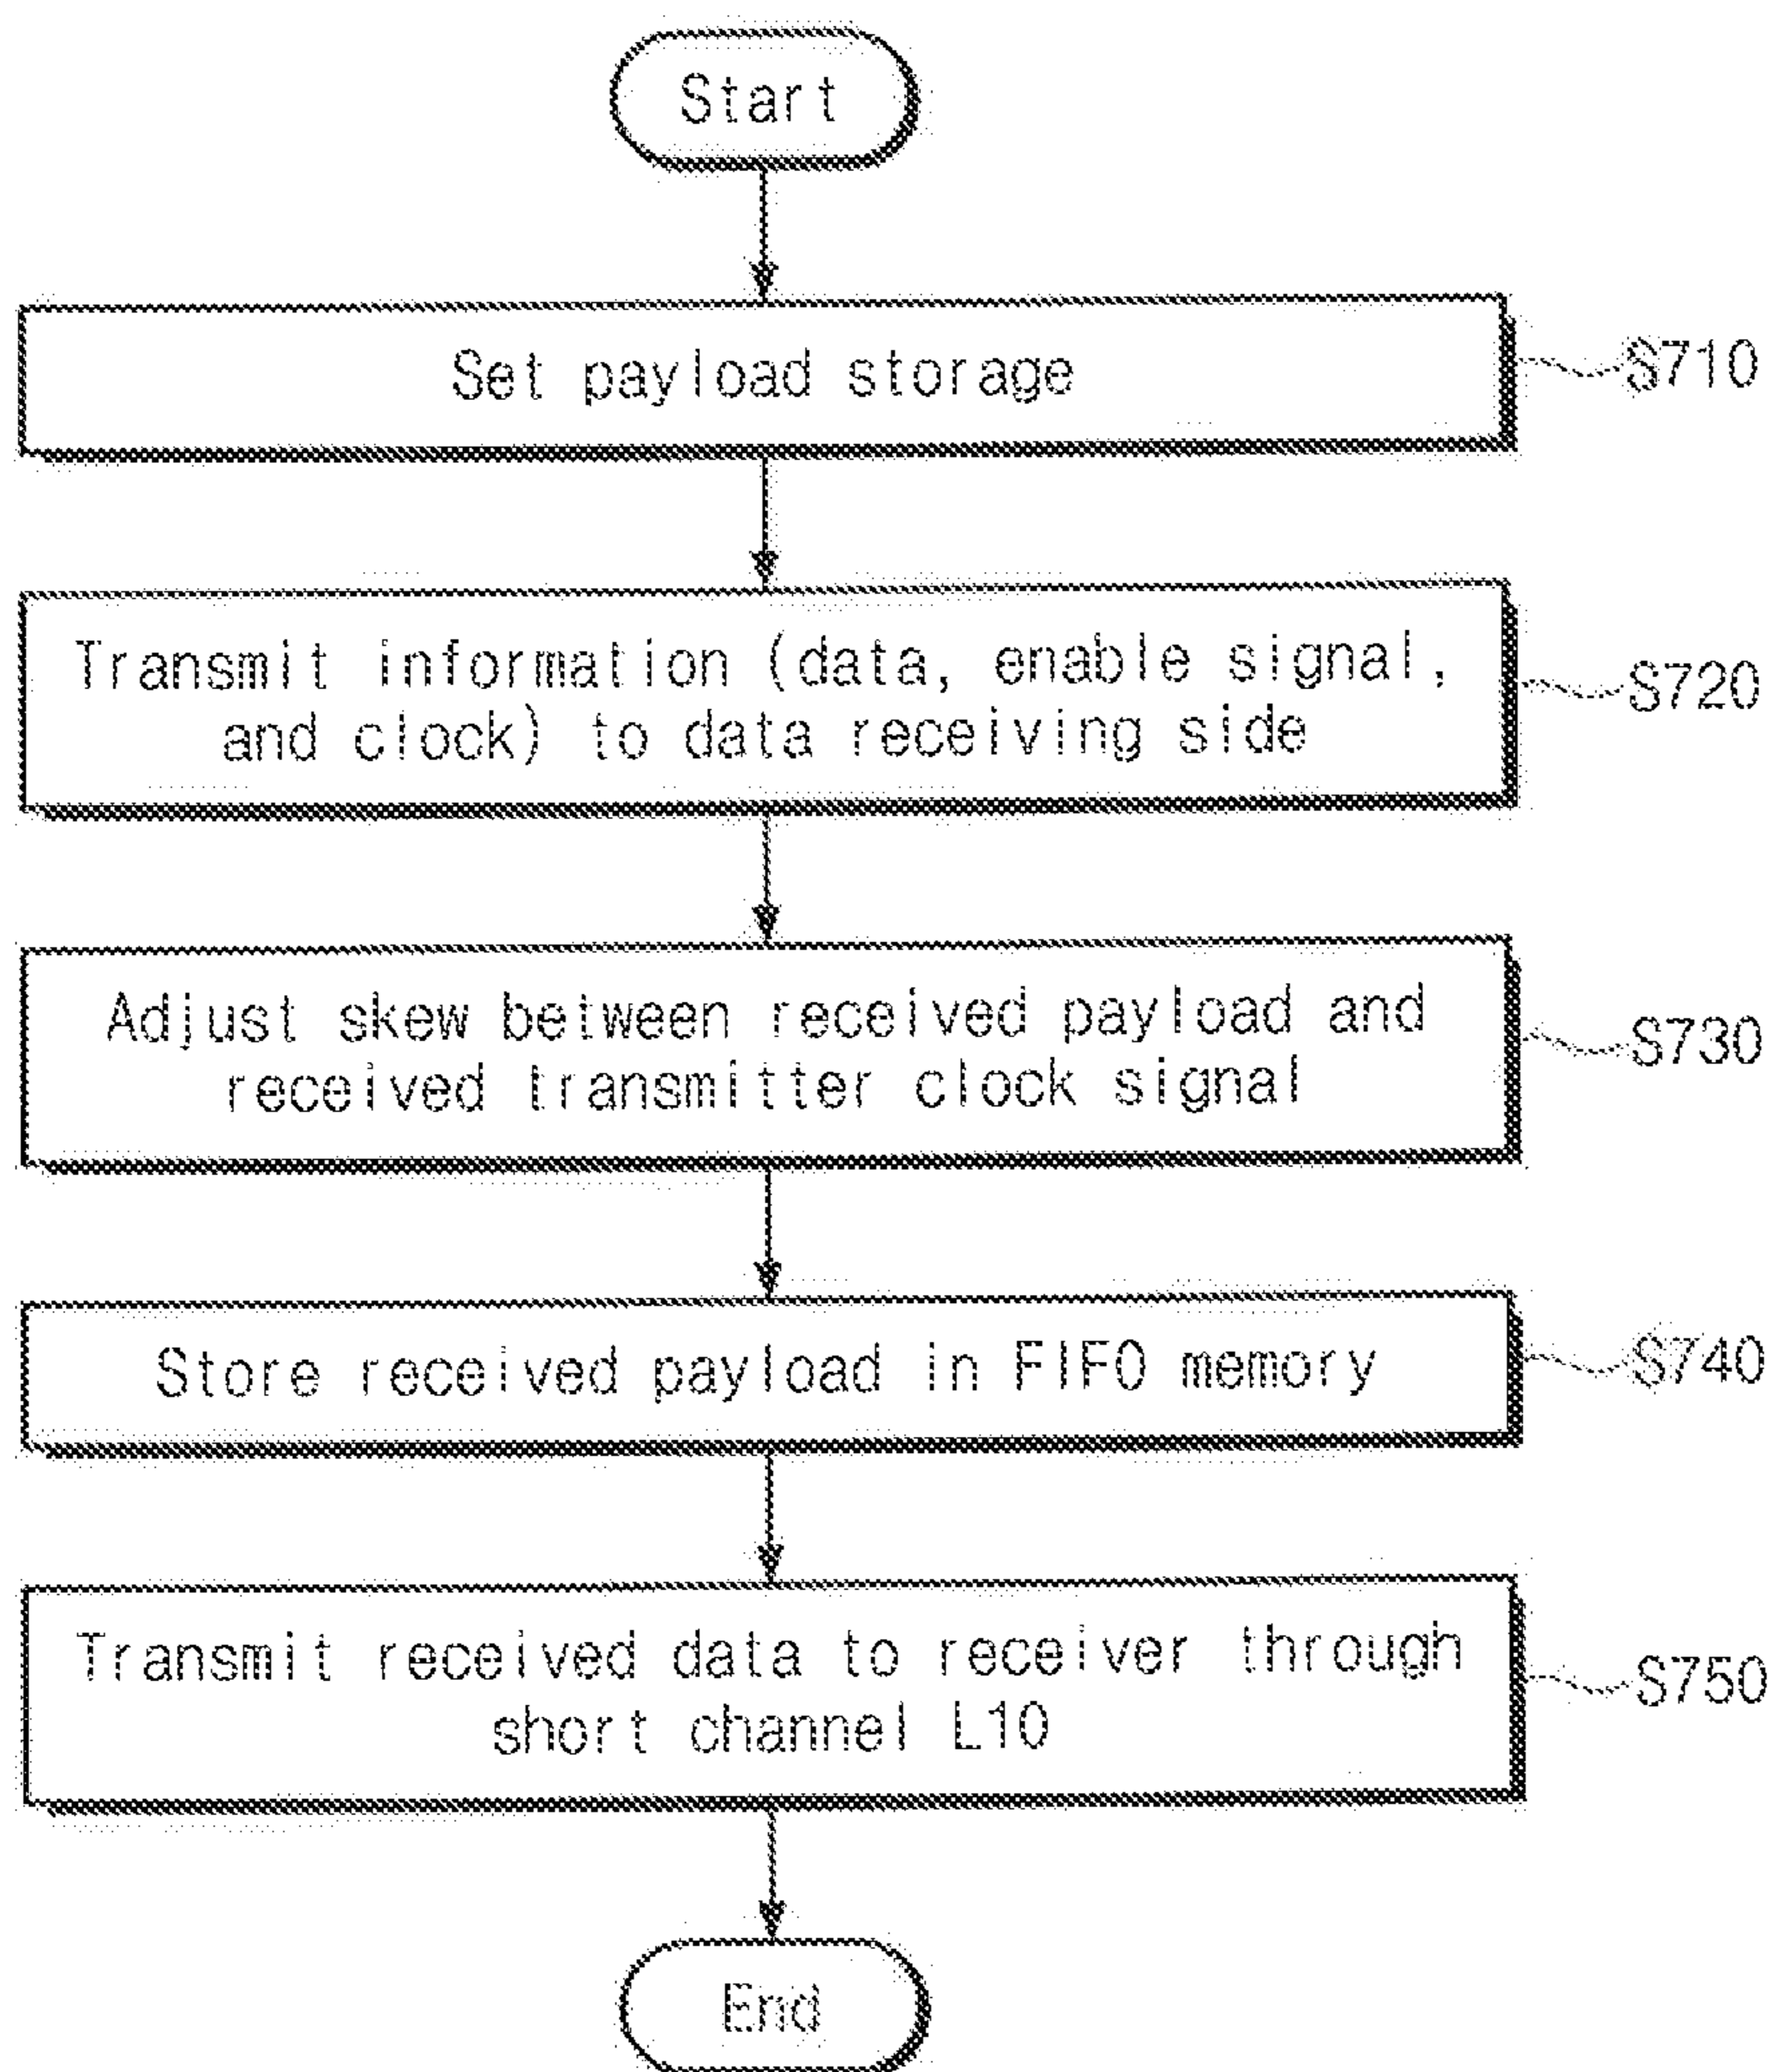 Start
Set payload storage
S710
Transmit information (data, enable signal,
and clock) to data receiving side
S720
Adjust skew between received payload and
received transmitter clock signal
S730
Store received payload in FIFO memory
S740
Transmit received data to receiver through
short channel L10
S750
End